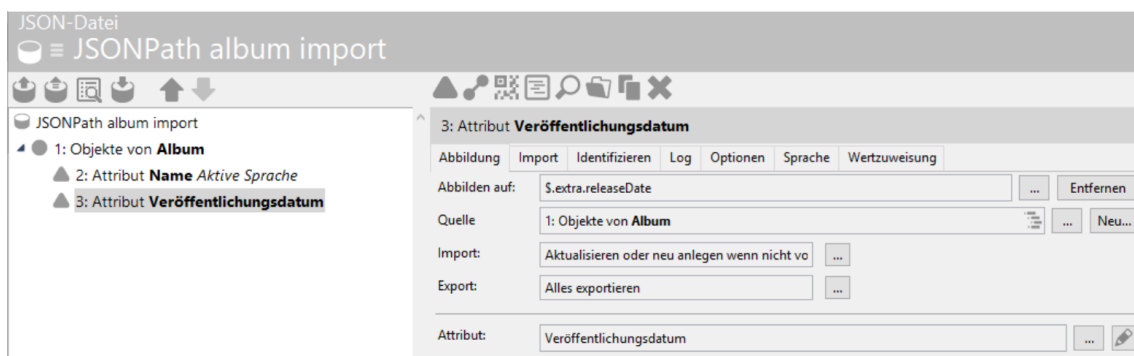 JSON-Datei
JSONPath album import
JSONPath album import
1: Objekte von Album
2: Attribut Name Aktive Sprache
3: Attribut Veröffentlichungsdatum
3: Attribut Veröffentlichungsdatum
Abbildung Import Identifizieren Log Optionen Sprache Wertzuweisung
Abbilden auf: $.extra.releaseDate ... Entfernen
Quelle 1: Objekte von Album ... Neu...
Import: Aktualisieren oder neu anlegen wenn nicht vo ...
Export: Alles exportieren ...
Attribut: Veröffentlichungsdatum ...